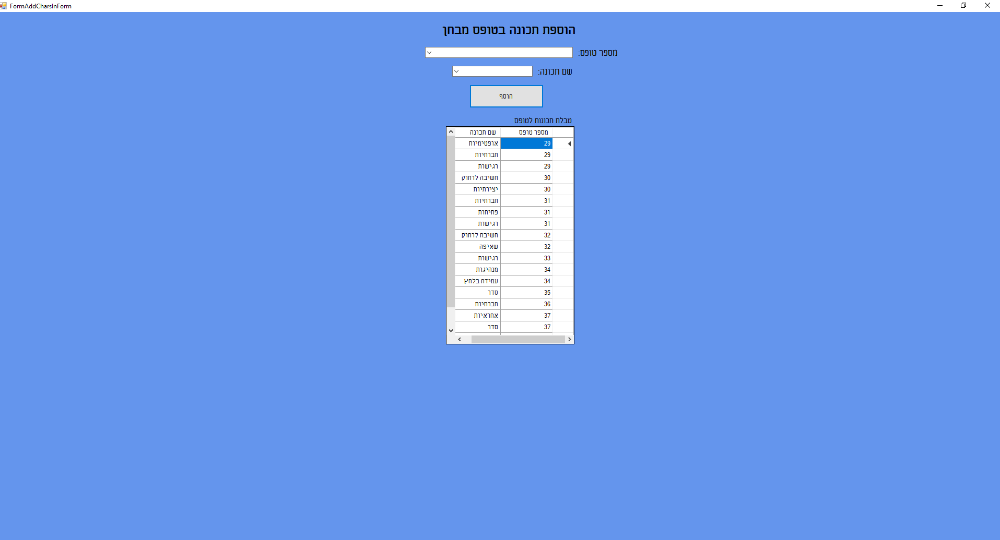 FormAddCharsInForm
הוספת תכונה בטופס מבחן
מספר טופס:
שם תכונה:
הוסף
טבלת תכונות לטופס
מספר טופס שם תכונה
29 אופטימיות
29 חברתיות
29 רגישות
30 חשיבה לרחוק
30 יצירתיות
31 חברתיות
31 פתיחות
31 רגישות
32 חשיבה לרחוק
32 שאיפה
33 רגישות
34 מנהיגות
34 עמידה בלחץ
35 סדר
36 חברתיות
37 אחראיות
37 סדר